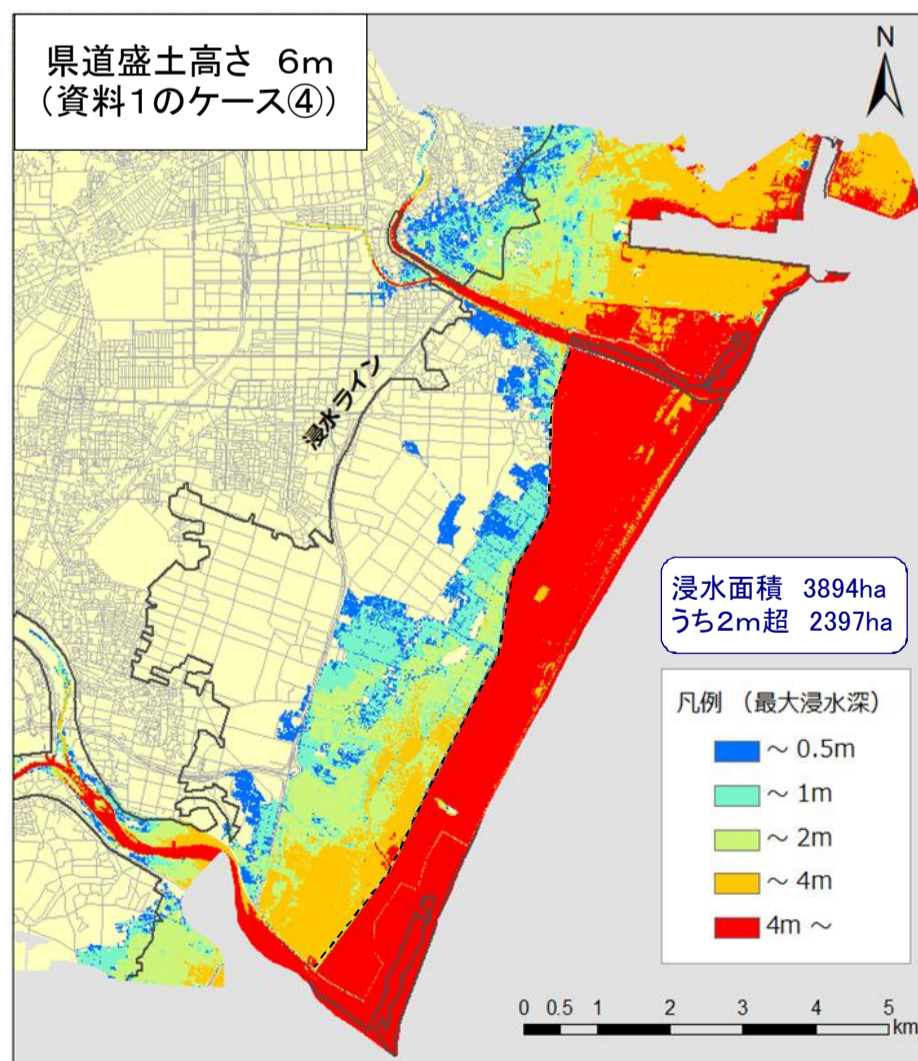 県道盛土高さ 6m
(資料1のケース④)
N
浸水ライン
浸水面積 3894ha
うち2m超 2397ha
凡例 (最大浸水深)
～ 0.5m
～ 1m
～ 2m
～ 4m
4m ～
0 0.5 1 2 3 4 5
km